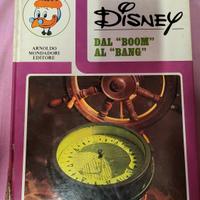 DISNEY
ARNOLDO
MONDADORI
EDITORE
DAL "BOOM"
AL "BANG"